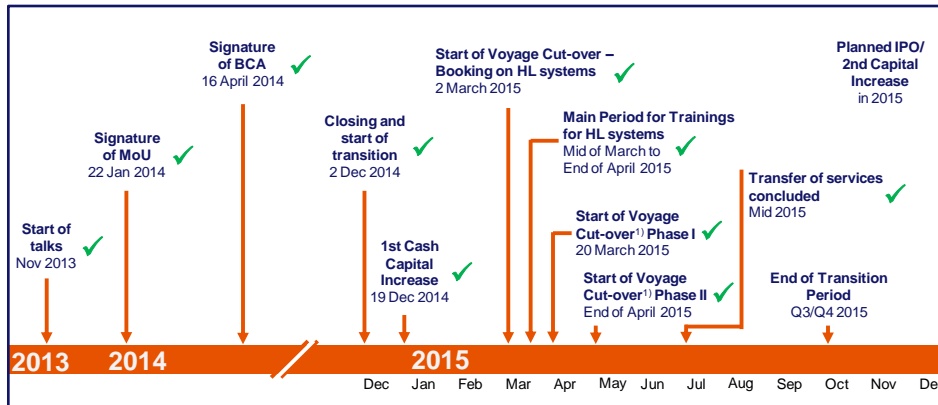 Signature
of BCA
16 April 2014
Start of Voyage Cut-over –
Booking on HL systems
2 March 2015
Planned IPO/
2nd Capital
Increase
in 2015
Signature
of MoU
22 Jan 2014
Closing and
start of
transition
2 Dec 2014
Main Period for Trainings
for HL systems
Mid of March to
End of April 2015
Transfer of services
concluded
Mid 2015
Start of
talks
Nov 2013
1st Cash
Capital
Increase
19 Dec 2014
Start of Voyage
Cut-over1) Phase I
20 March 2015
Start of Voyage
Cut-over1) Phase II
End of April 2015
End of Transition
Period
Q3/Q4 2015
2013 2014 2015
Dec Jan Feb Mar Apr May Jun Jul Aug Sep Oct Nov De